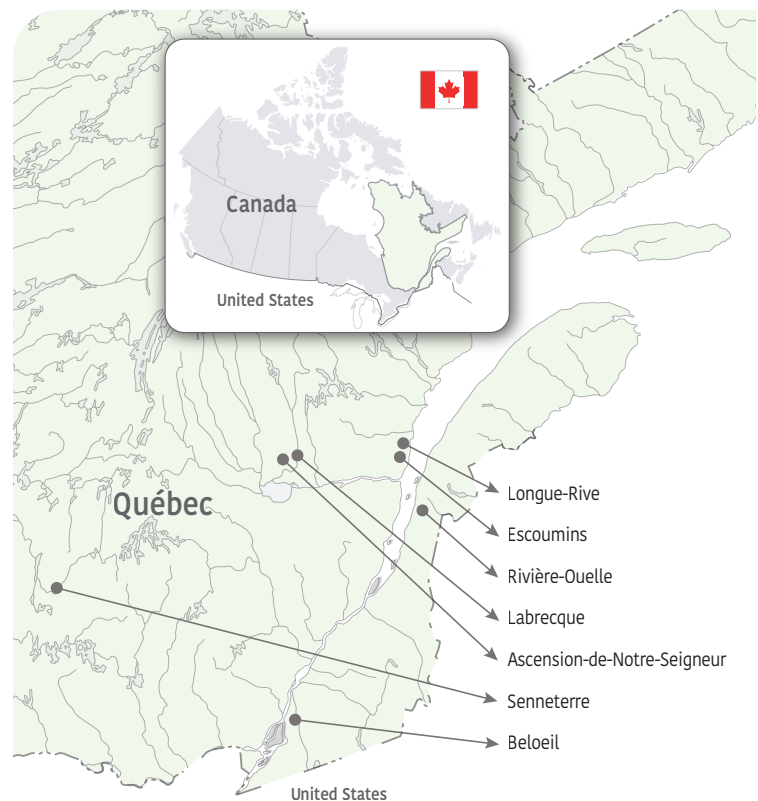 Canada
United States
Québec
Longue-Rive
Escoumins
Rivière-Ouelle
Labrecque
Ascension-de-Notre-Seigneur
Senneterre
Beloeil
United States